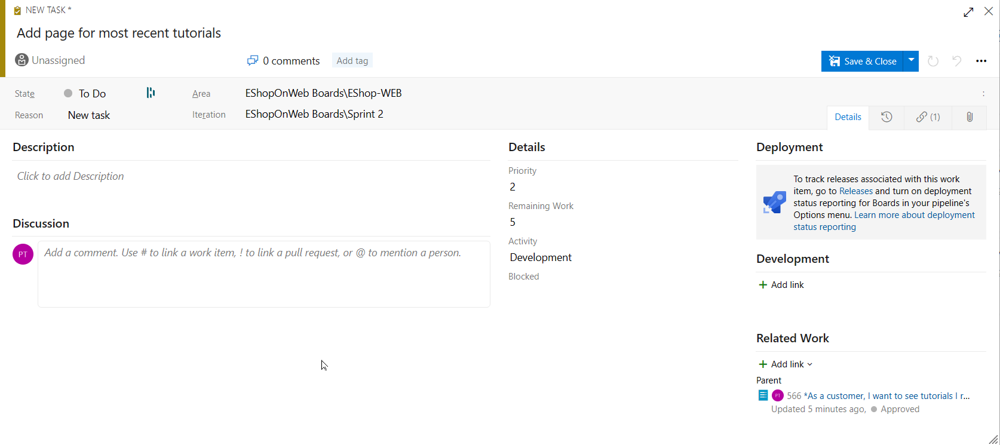 NEW TASK *
Add page for most recent tutorials
Unassigned
0 comments
Add tag
Save & Close
State
To Do
Area
EShopOnWeb Boards\EShop-WEB
Reason
New task
Iteration
EShopOnWeb Boards\Sprint 2
Details
(1)
Description
Click to add Description
Discussion
PT
Add a comment. Use # to link a work item, ! to link a pull request, or @ to mention a person.
Details
Priority
2
Remaining Work
5
Activity
Development
Blocked
Deployment
To track releases associated with this work
item, go to Releases and turn on deployment
status reporting for Boards in your pipeline's
Options menu. Learn more about deployment
status reporting
Development
+ Add link
Related Work
+ Add link
Parent
PT 566 *As a customer, I want to see tutorials I r...
Updated 5 minutes ago, Approved